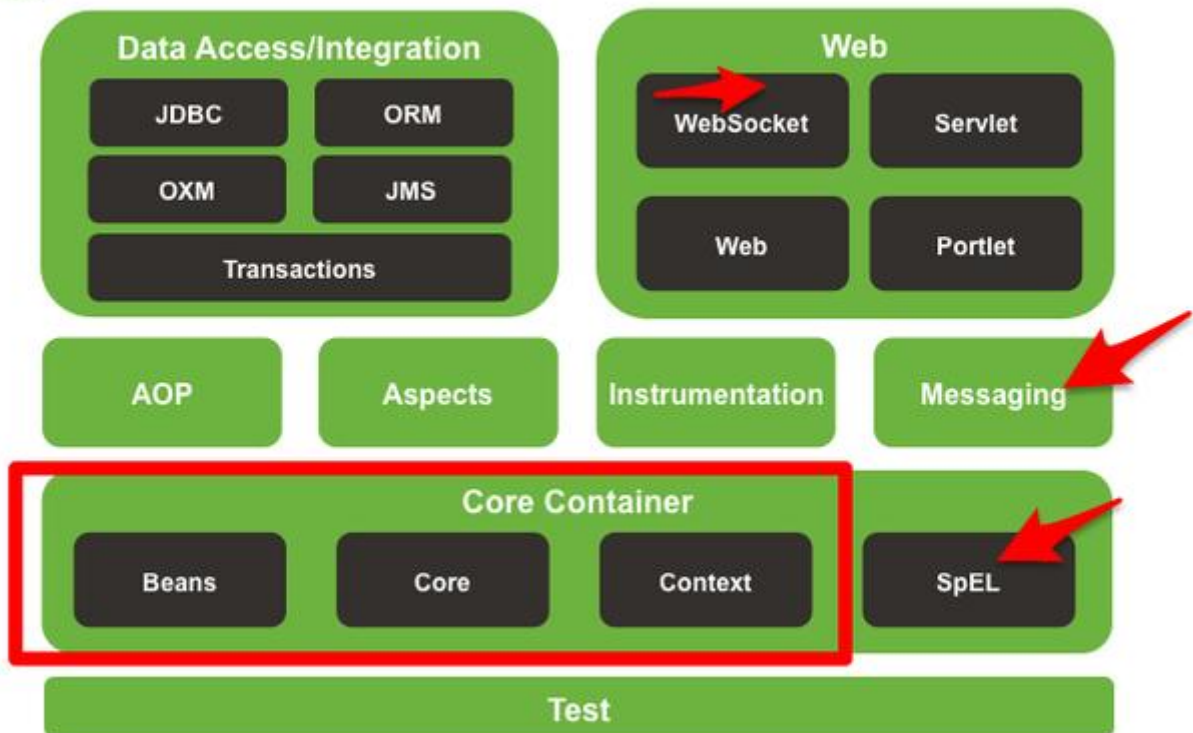 Data Access/Integration
JDBC
ORM
OXM
JMS
Transactions
Web
WebSocket
Servlet
Web
Portlet
AOP
Aspects
Instrumentation
Messaging
Core Container
Beans
Core
Context
SpEL
Test